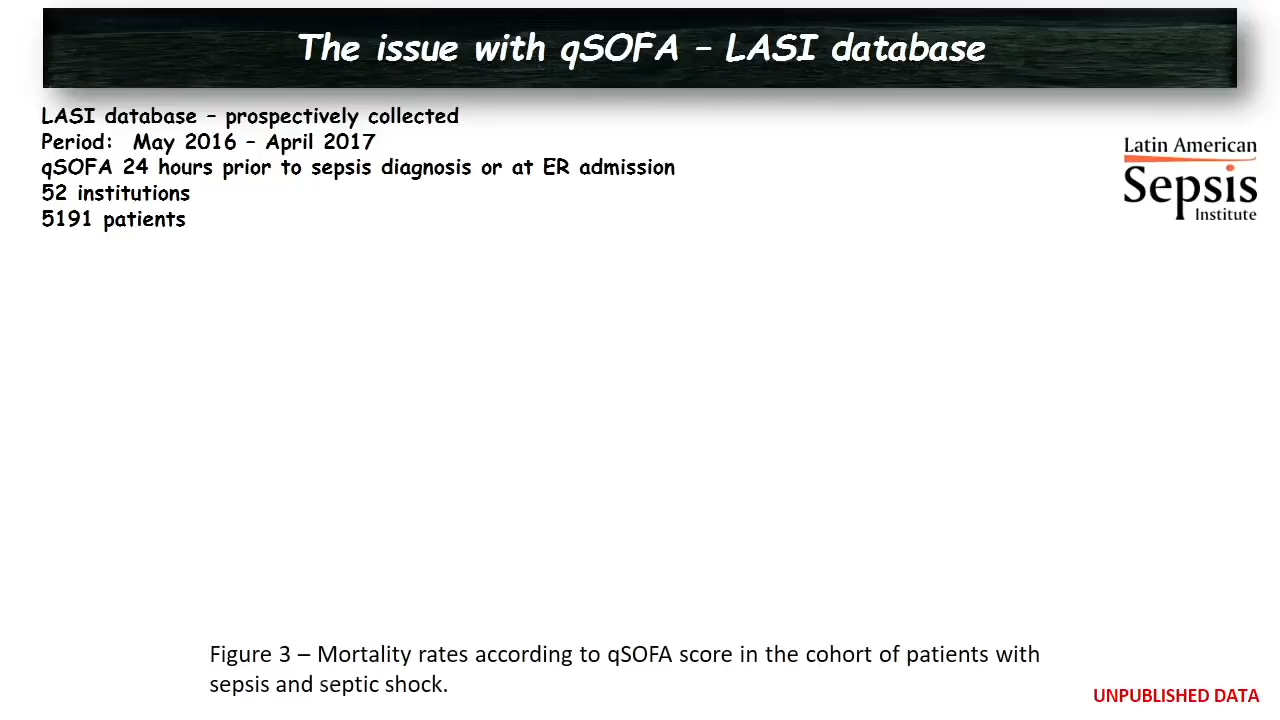 The issue with qSOFA – LASI database
LASI database – prospectively collected
Period: May 2016 – April 2017
qSOFA 24 hours prior to sepsis diagnosis or at ER admission
52 institutions
5191 patients
Latin American
Sepsis
Institute
Figure 3 – Mortality rates according to qSOFA score in the cohort of patients with
sepsis and septic shock.
UNPUBLISHED DATA